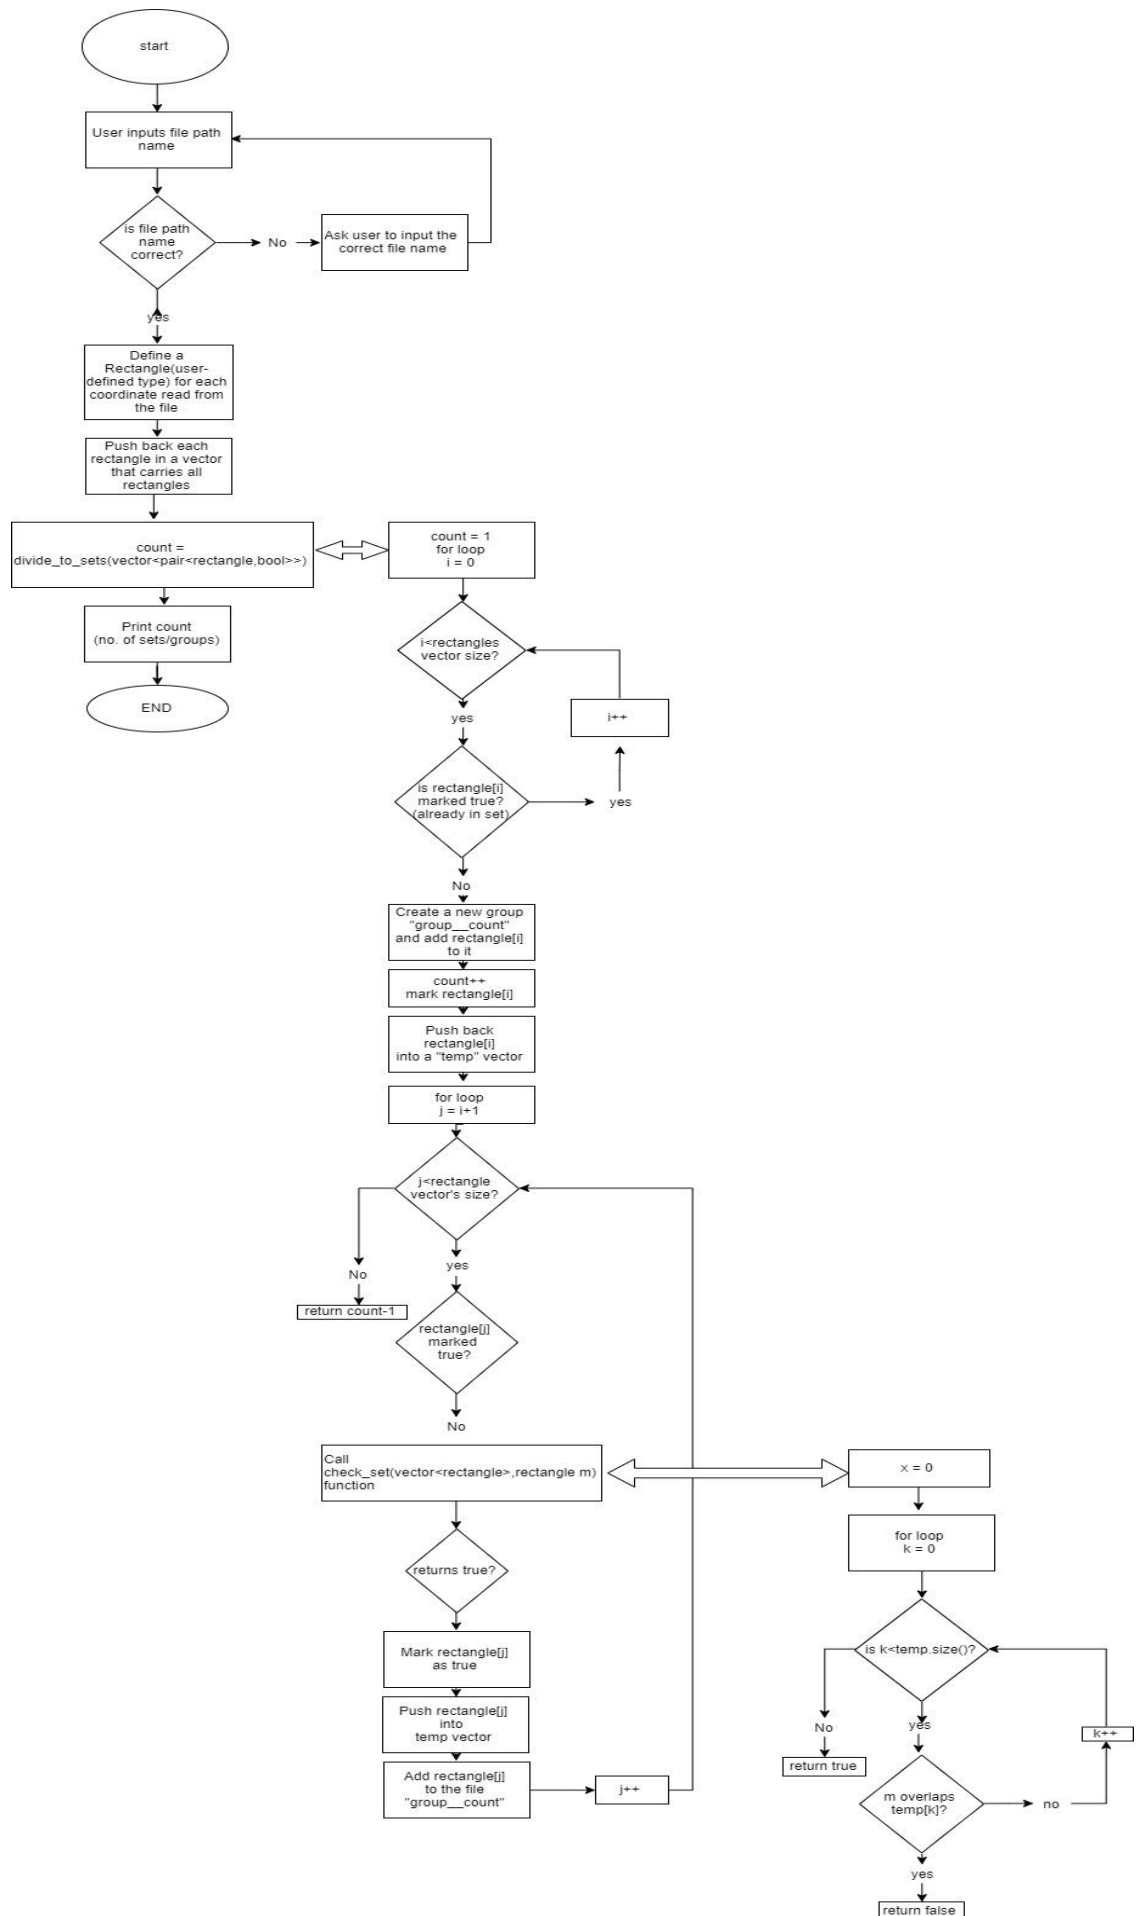 start
User inputs file path
name
is file path
name
correct?
No
Ask user to input the
correct file name
yes
Define a
Rectangle(user-
defined type) for each
coordinate read from
the file
Push back each
rectangle in a vector
that carries all
rectangles
count =
divide_to_sets(vector<pair<rectangle,bool>>)
Print count
(no. of sets/groups)
END
count = 1
for loop
i = 0
i<rectangles
vector size?
i++
yes
is rectangle[i]
marked true?
(already in set)
yes
No
Create a new group
"group__count"
and add rectangle[i]
to it
count++
mark rectangle[i]
Push back
rectangle[i]
into a "temp" vector
for loop
j = i+1
j<rectangle
vector's size?
No
return count-1
yes
rectangle[j]
marked
true?
No
Call
check_set(vector<rectangle>,rectangle m)
function
returns true?
Mark rectangle[j]
as true
Push rectangle[j]
into
temp vector
Add rectangle[j]
to the file
"group__count"
j++
x = 0
for loop
k = 0
is k<temp.size()?
No
return true
yes
k++
m overlaps
temp[k]?
no
yes
return false